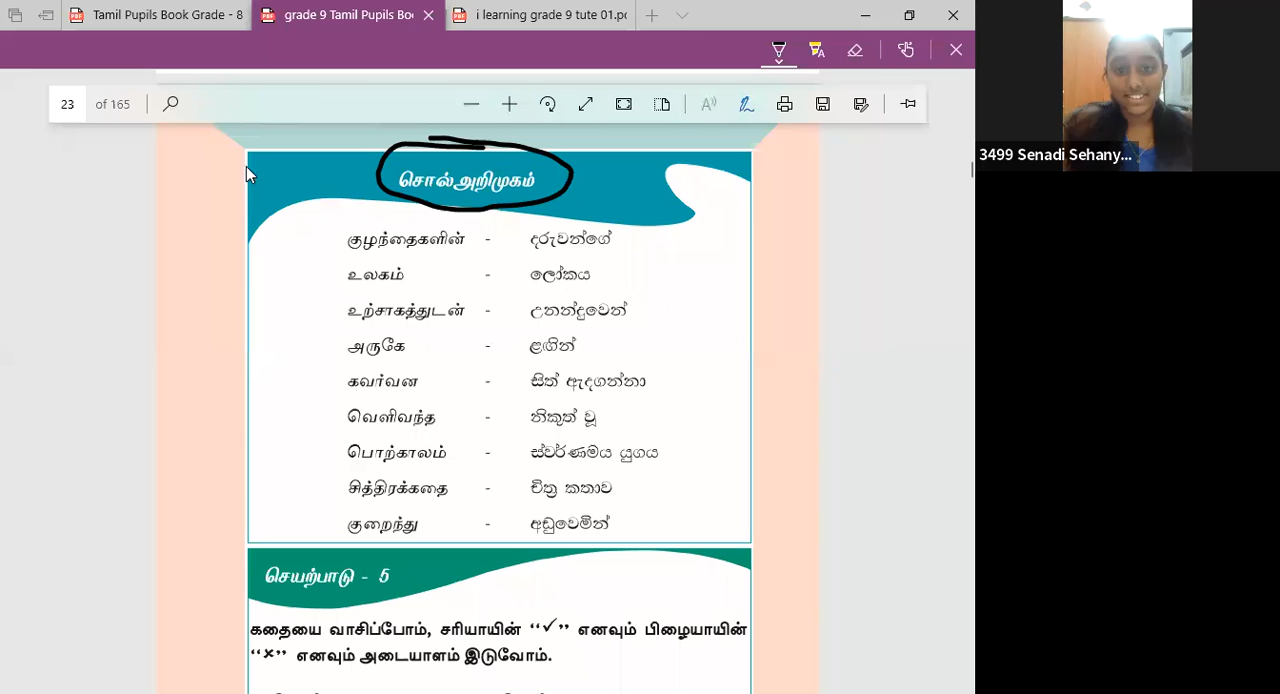 Tamil Pupils Book Grade - 8
grade 9 Tamil Pupils Bo
i learning grade 9 tute 01.pc
23 of 165
3499 Senadi Sehany...
சொல்அறிமுகம்
குழந்தைகளின் - දරුවන්ගේ
உலகம் - ලෝකය
உற்சாகத்துடன் - උනන්දුවෙන්
அருகே - ළඟින්
கவர்வன - සිත් ඇදගන්නා
வெளிவந்த - නිකුත් වූ
பொற்காலம் - ස්වර්ණමය යුගය
சித்திரக்கதை - චිත්‍ර කතාව
குறைந்து - අඩුවෙමින්
செயற்பாடு - 5
கதையை வாசிப்போம், சரியாயின் “✓” எனவும் பிழையாயின்
“×” எனவும் அடையாளம் இடுவோம்.